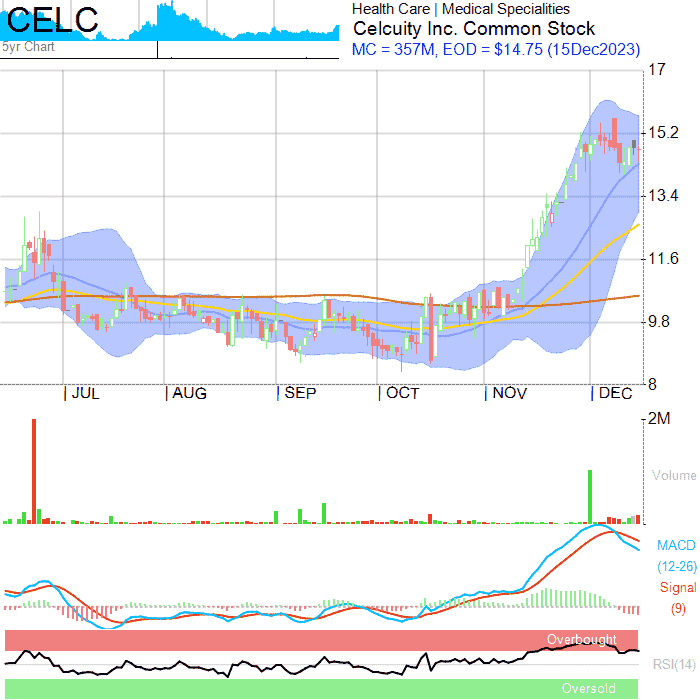 CELC
5yr Chart
Health Care | Medical Specialities
Celcuity Inc. Common Stock
MC = 357M, EOD = $14.75 (15Dec2023)
17
15.2
13.4
11.6
9.8
8
| JUL | AUG | SEP | OCT | NOV | DEC
2M
Volume
MACD
(12-26)
Signal
(9)
Overbought
RSI(14)
Oversold